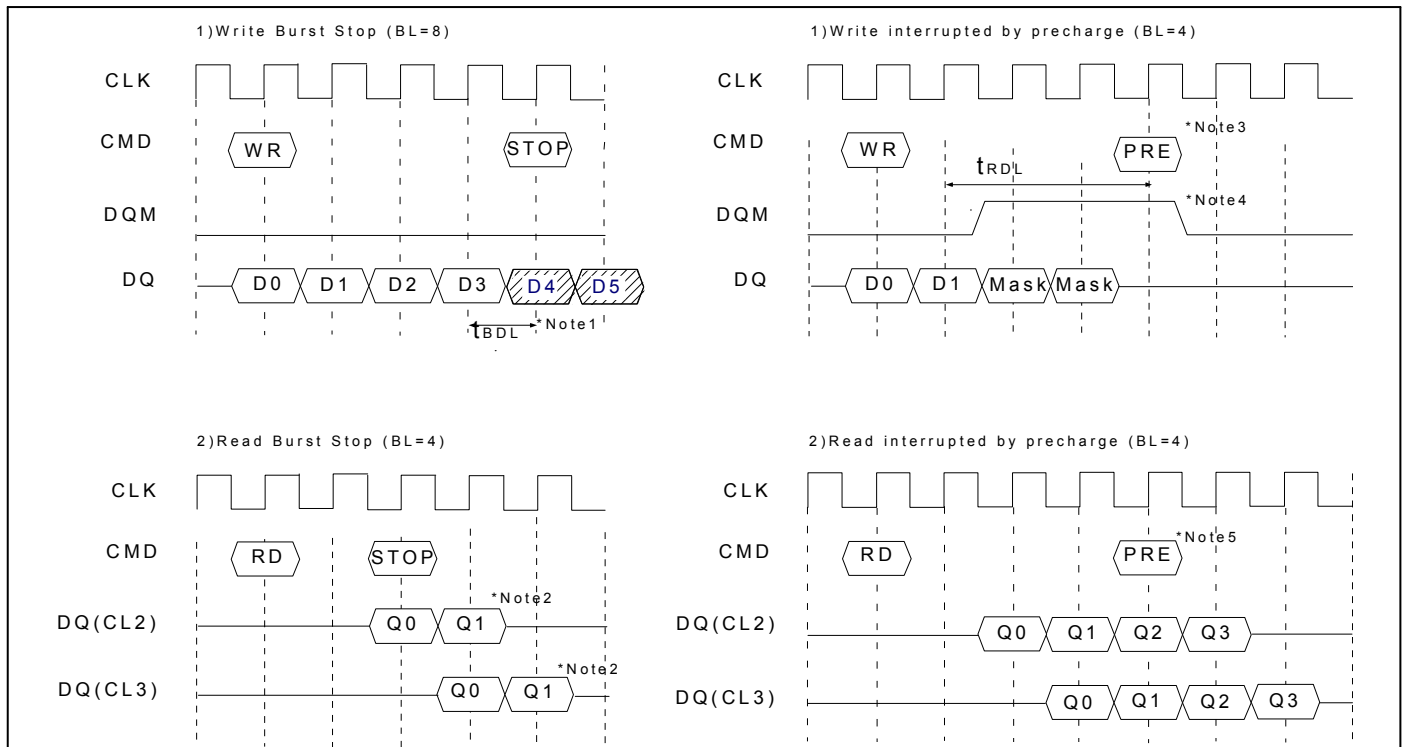 1)Write Burst Stop (BL=8)
CLK
CMD
WR
STOP
DQM
DQ
D0
D1
D2
D3
D4
D5
tBDL
*Note1
1)Write interrupted by precharge (BL=4)
CLK
CMD
WR
PRE
*Note3
tRDL
DQM
*Note4
DQ
D0
D1
Mask
Mask
2)Read Burst Stop (BL=4)
CLK
CMD
RD
STOP
DQ(CL2)
Q0
Q1
*Note2
DQ(CL3)
Q0
Q1
*Note2
2)Read interrupted by precharge (BL=4)
CLK
CMD
RD
PRE
*Note5
DQ(CL2)
Q0
Q1
Q2
Q3
DQ(CL3)
Q0
Q1
Q2
Q3